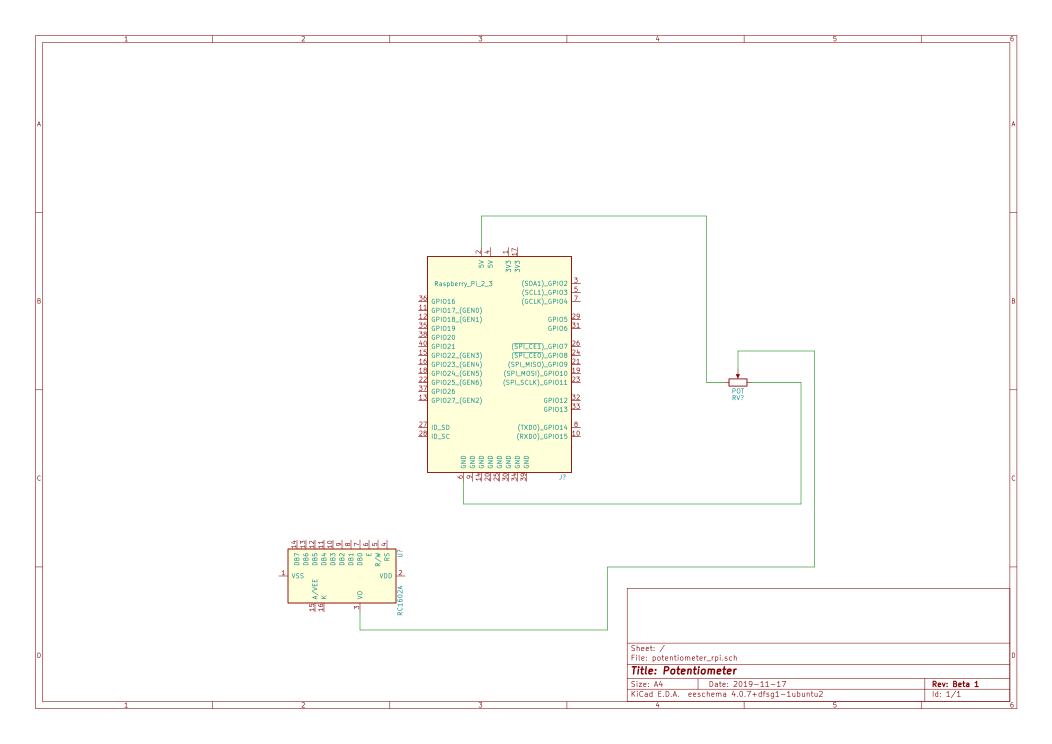 1 2 3 4 5 6
A A
B B
C C
D D
1 2 3 4 5 6
2 4 1 17
5V 5V 3V3 3V3
Raspberry_Pi_2_3
36 GPIO16
11 GPIO17_(GEN0)
12 GPIO18_(GEN1)
35 GPIO19
38 GPIO20
40 GPIO21
15 GPIO22_(GEN3)
16 GPIO23_(GEN4)
18 GPIO24_(GEN5)
22 GPIO25_(GEN6)
37 GPIO26
13 GPIO27_(GEN2)
27 ID_SD
28 ID_SC
(SDA1)_GPIO2 3
(SCL1)_GPIO3 5
(GCLK)_GPIO4 7
GPIO5 29
GPIO6 31
(SPI_CE1)_GPIO7 26
(SPI_CE0)_GPIO8 24
(SPI_MISO)_GPIO9 21
(SPI_MOSI)_GPIO10 19
(SPI_SCLK)_GPIO11 23
GPIO12 32
GPIO13 33
(TXD0)_GPIO14 8
(RXD0)_GPIO15 10
GND GND GND GND GND GND GND GND
6 9 14 20 25 30 34 39
J?
POT
RV?
14 13 12 11 10 9 8 7 6 5 4
DB7 DB6 DB5 DB4 DB3 DB2 DB1 DB0 E R/W RS
U?
1 VSS
VDD 2
A/VEE K VO
15 16 3
RC1602A
Sheet: /
File: potentiometer_rpi.sch
Title: Potentiometer
Size: A4 Date: 2019-11-17 Rev: Beta 1
KiCad E.D.A. eeschema 4.0.7+dfsg1-1ubuntu2 Id: 1/1